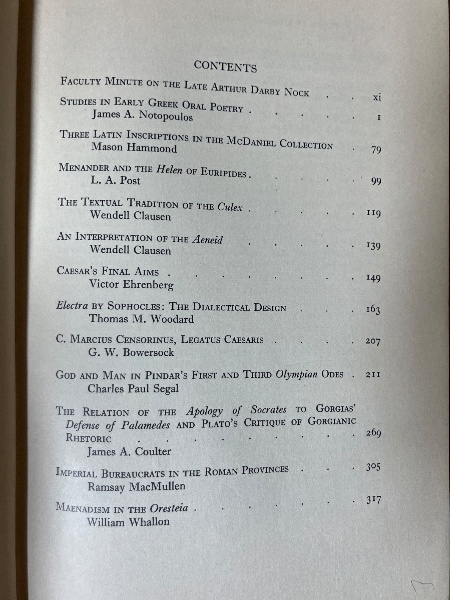 CONTENTS
FACULTY MINUTE ON THE LATE ARTHUR DARBY NOCK . . xi
STUDIES IN EARLY GREEK ORAL POETRY . . . . . 1
James A. Notopoulos
THREE LATIN INSCRIPTIONS IN THE MCDANIEL COLLECTION . 79
Mason Hammond
MENANDER AND THE Helen OF EURIPIDES . . . . . 99
L. A. Post
THE TEXTUAL TRADITION OF THE Culex . . . . . 119
Wendell Clausen
AN INTERPRETATION OF THE Aeneid . . . . . 139
Wendell Clausen
CAESAR'S FINAL AIMS . . . . . . . 149
Victor Ehrenberg
Electra BY SOPHOCLES: THE DIALECTICAL DESIGN . . . 163
Thomas M. Woodard
C. MARCIUS CENSORINUS, LEGATUS CAESARIS . . . . 207
G. W. Bowersock
GOD AND MAN IN PINDAR'S FIRST AND THIRD Olympian ODES . 211
Charles Paul Segal
THE RELATION OF THE Apology of Socrates TO GORGIAS'
Defense of Palamedes AND PLATO'S CRITIQUE OF GORGIANIC
RHETORIC . . . . . . . . 269
James A. Coulter
IMPERIAL BUREAUCRATS IN THE ROMAN PROVINCES . . . 305
Ramsay MacMullen
MAENADISM IN THE Oresteia . . . . . . 317
William Whallon